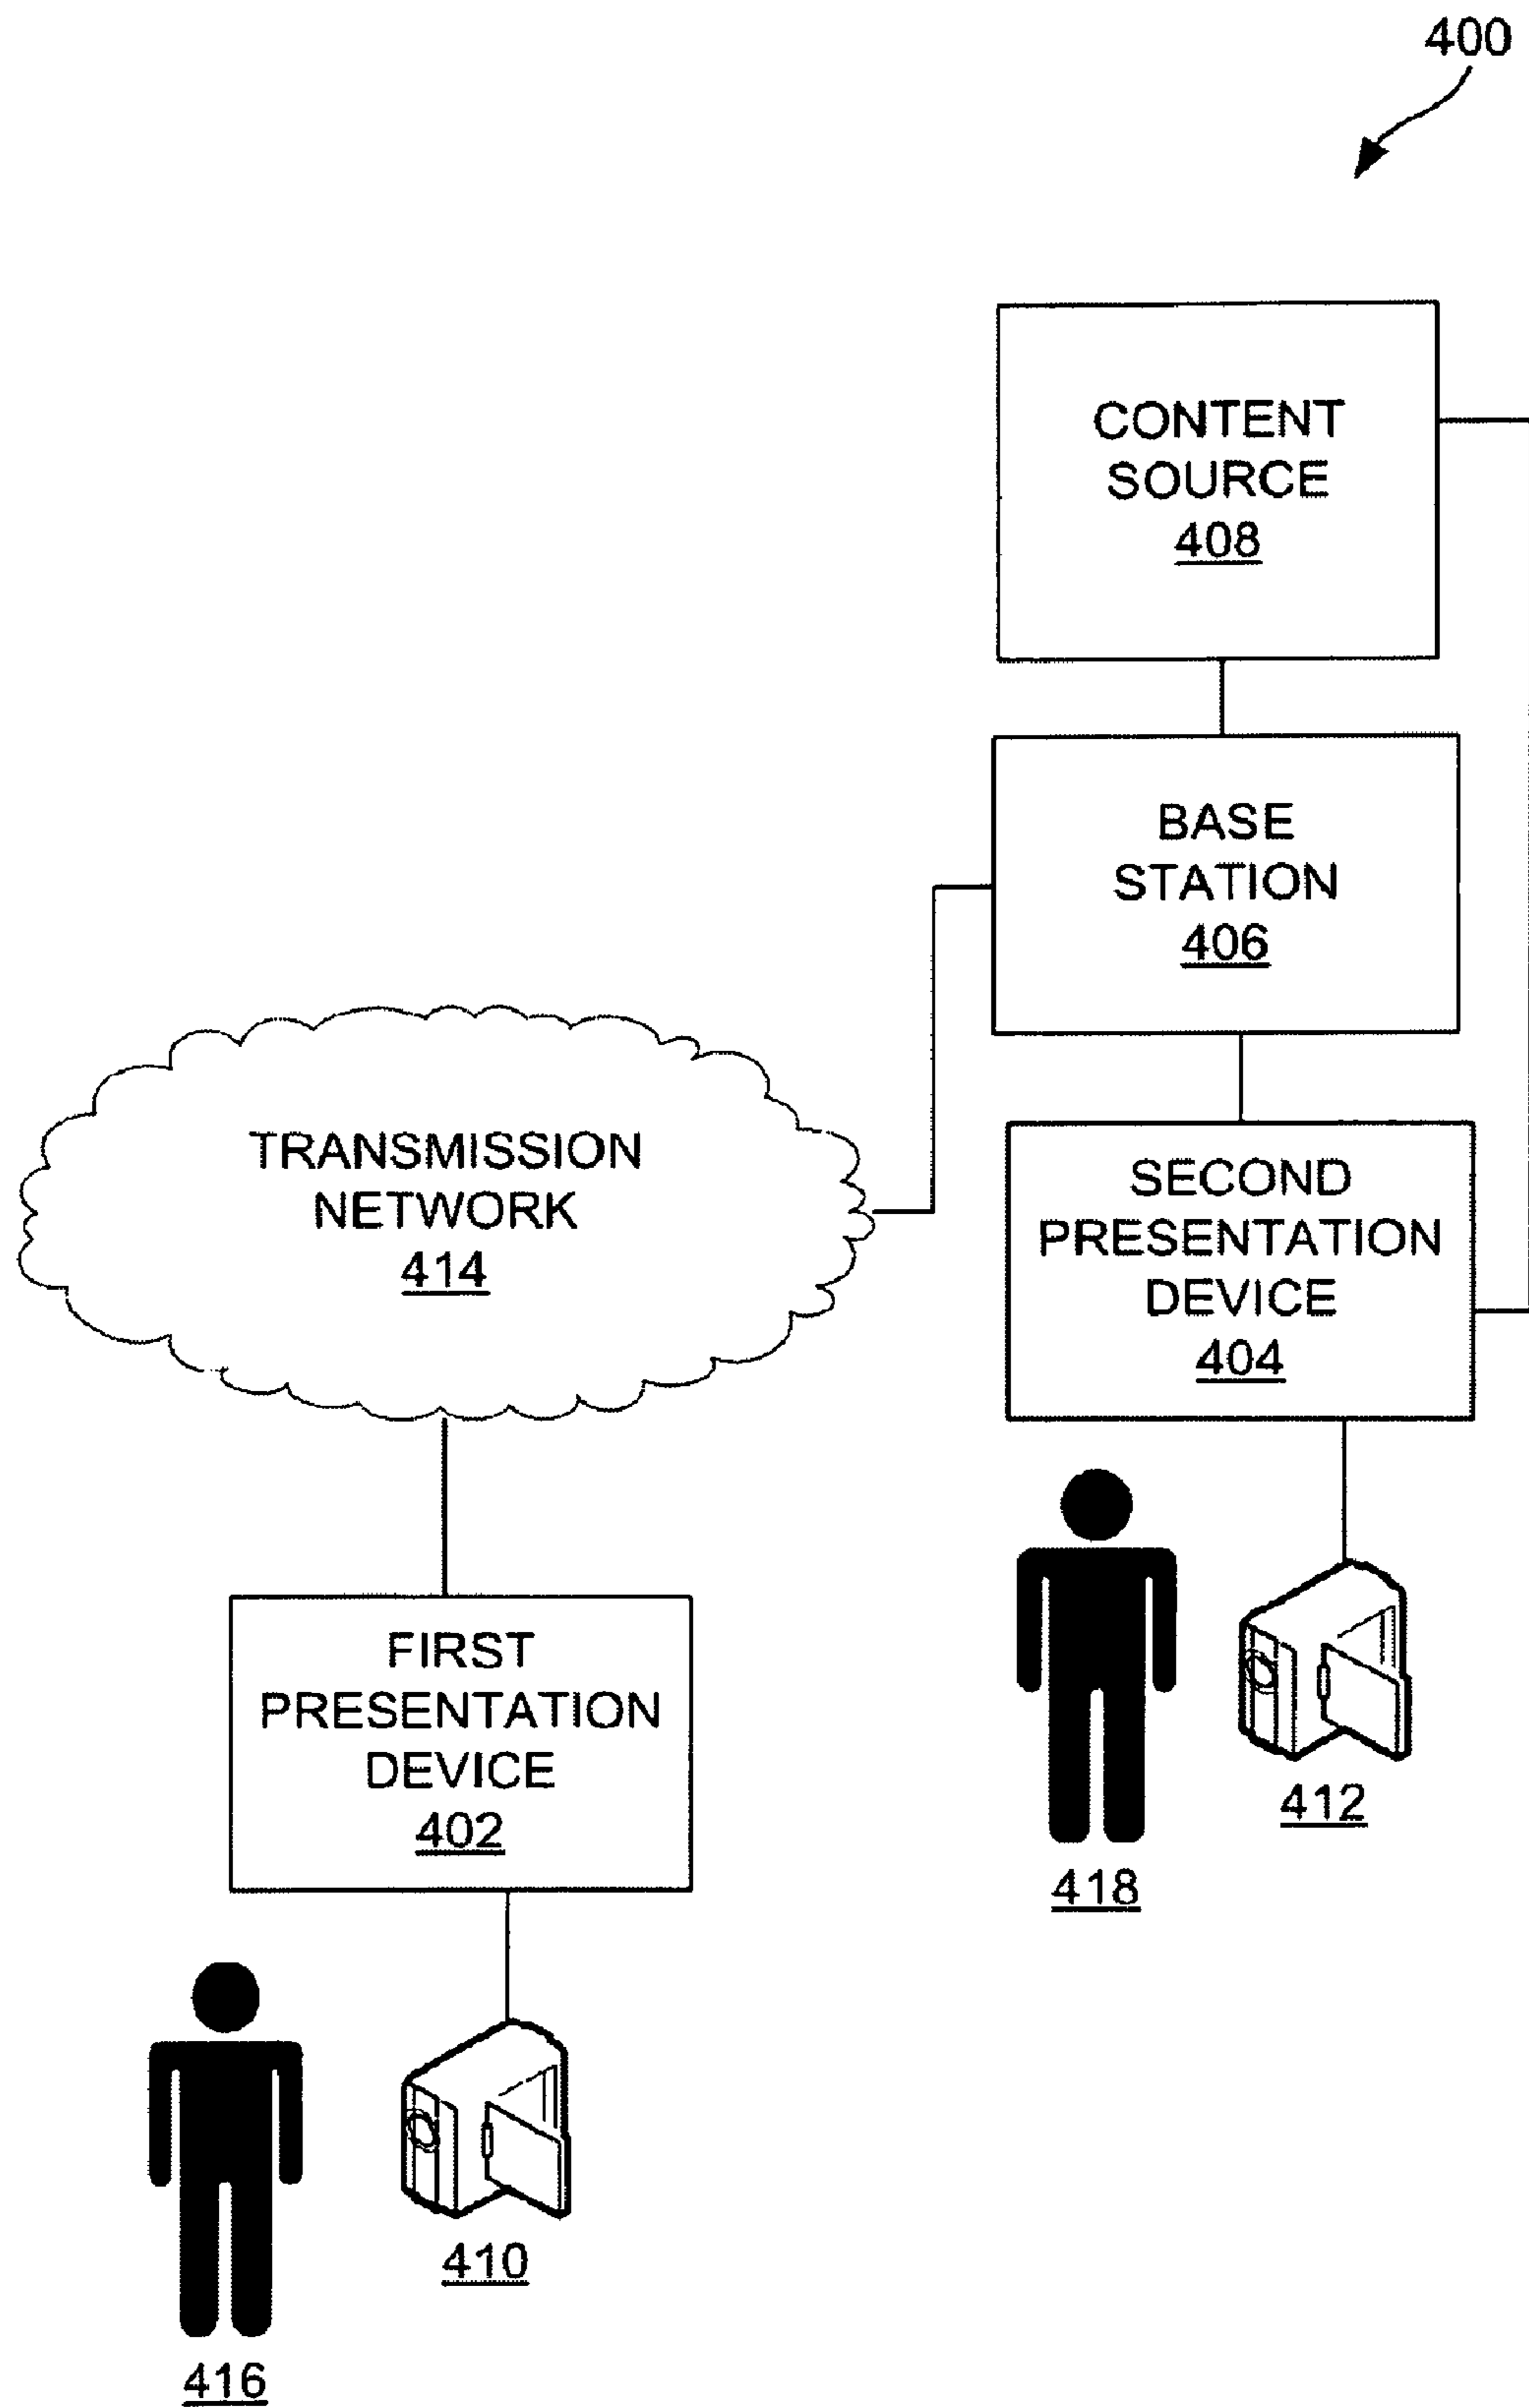 400
CONTENT
SOURCE
408
BASE
STATION
406
TRANSMISSION
NETWORK
414
SECOND
PRESENTATION
DEVICE
404
FIRST
PRESENTATION
DEVICE
402
412
418
410
416